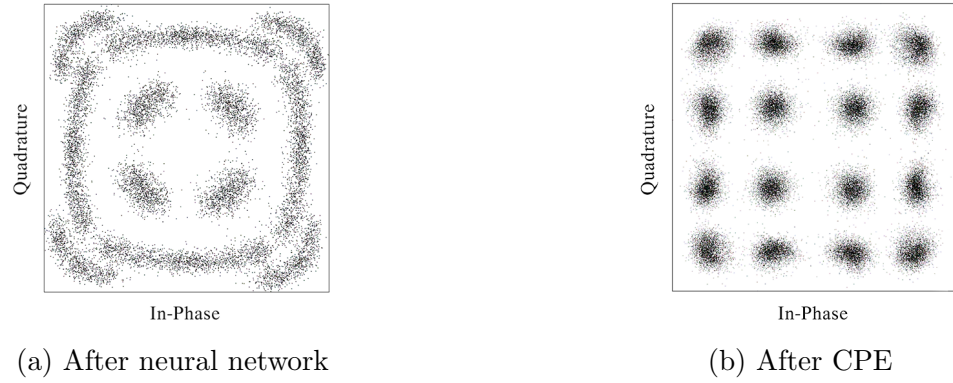 Quadrature
In-Phase
(a) After neural network
Quadrature
In-Phase
(b) After CPE